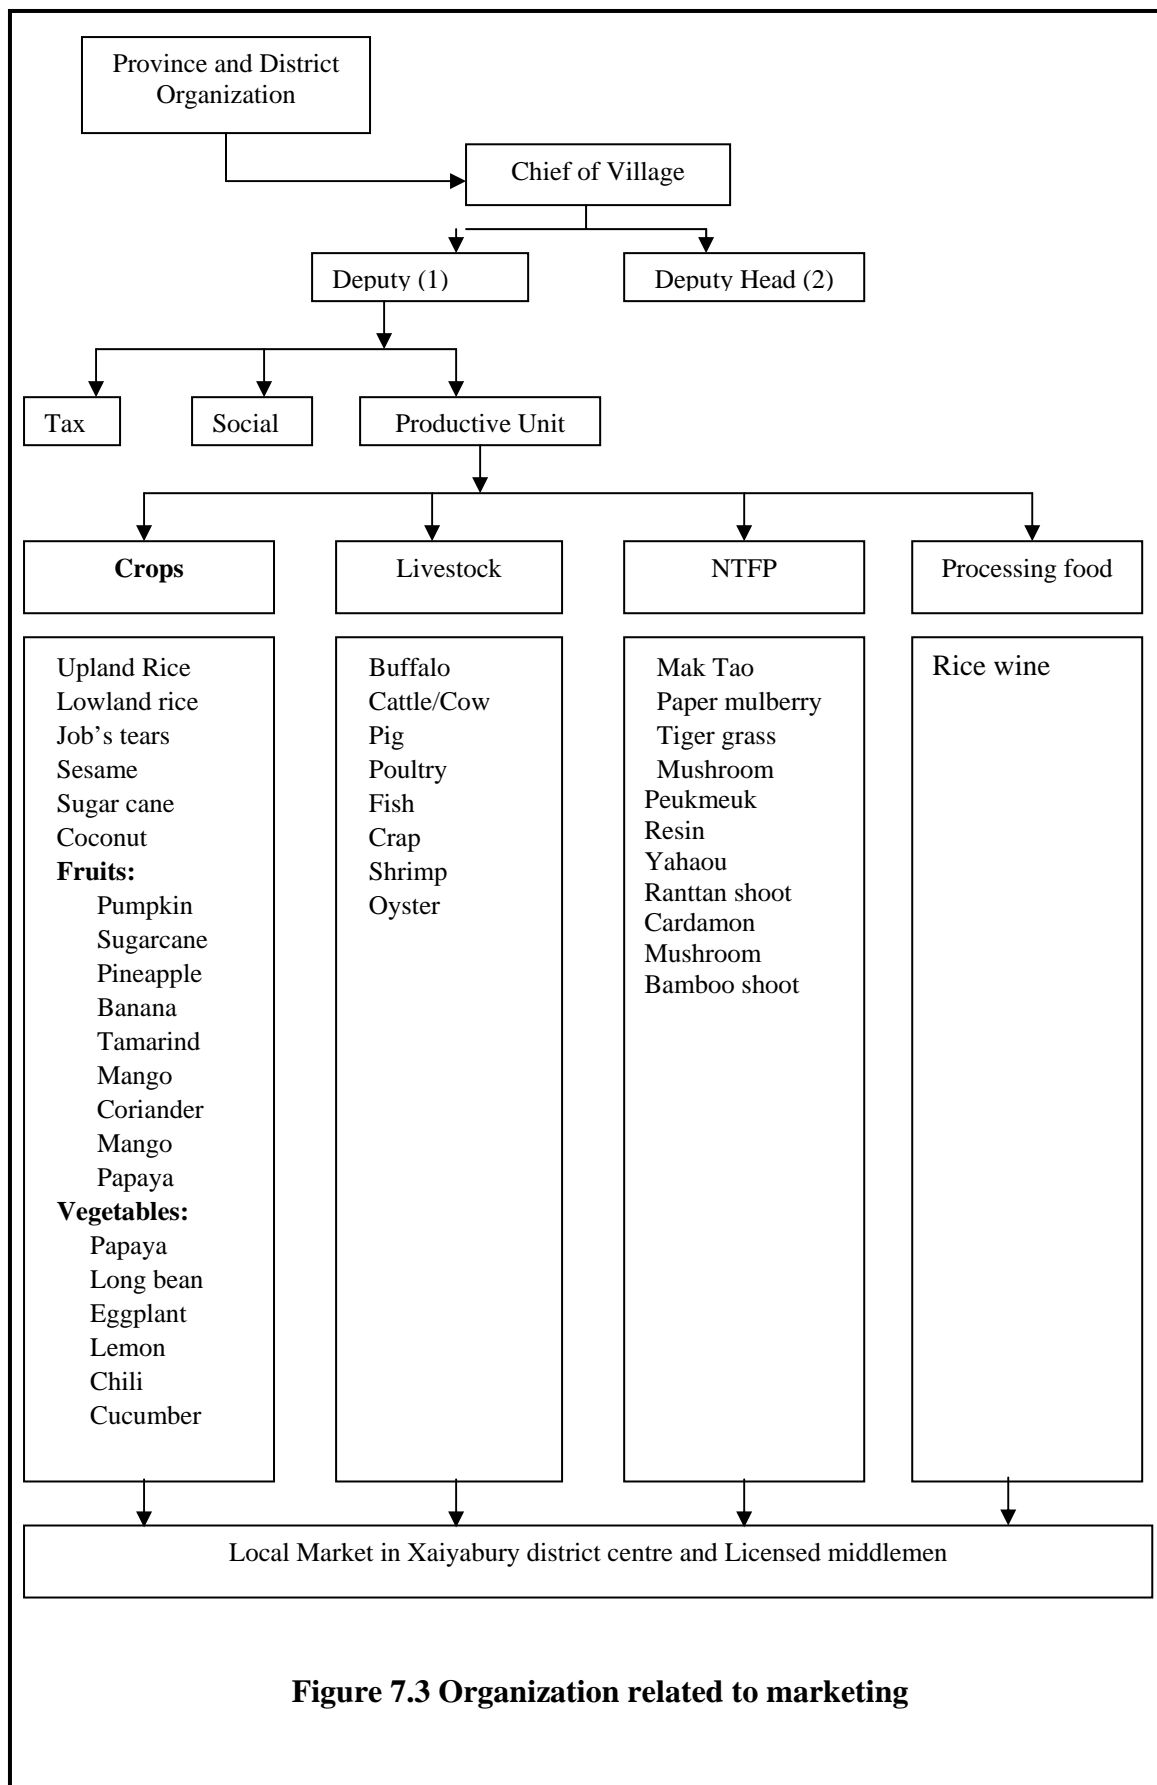 Province and District
Organization
Chief of Village
Deputy (1)
Deputy Head (2)
Tax
Social
Productive Unit
Crops
Livestock
NTFP
Processing food
Upland Rice
Lowland rice
Job’s tears
Sesame
Sugar cane
Coconut
Fruits:
Pumpkin
Sugarcane
Pineapple
Banana
Tamarind
Mango
Coriander
Mango
Papaya
Vegetables:
Papaya
Long bean
Eggplant
Lemon
Chili
Cucumber
Buffalo
Cattle/Cow
Pig
Poultry
Fish
Crap
Shrimp
Oyster
Mak Tao
Paper mulberry
Tiger grass
Mushroom
Peukmeuk
Resin
Yahaou
Ranttan shoot
Cardamon
Mushroom
Bamboo shoot
Rice wine
Local Market in Xaiyabury district centre and Licensed middlemen
Figure 7.3 Organization related to marketing